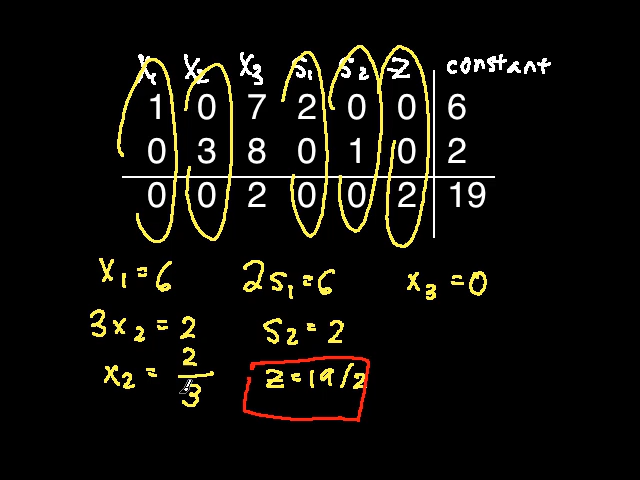 x₁ x₂ x₃ s₁ s₂ z constant
1 0 7 2 0 0 6
0 3 8 0 1 0 2
0 0 2 0 0 2 19
x₁ = 6 2s₁ = 6 x₃ = 0
3x₂ = 2 s₂ = 2
x₂ = 2/3 z = 19/2